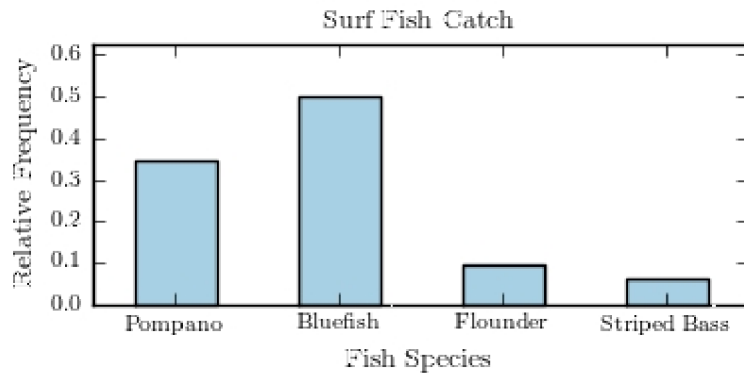 Surf Fish Catch
0.6
0.5
0.4
0.3
0.2
0.1
0.0
Relative Frequency
Pompano Bluefish Flounder Striped Bass
Fish Species